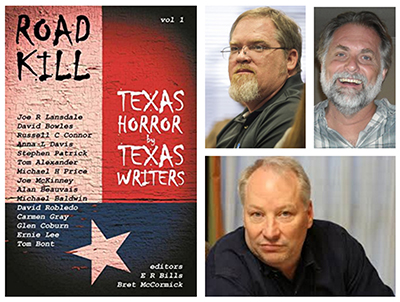 ROAD
KILL
vol 1
TEXAS
HORROR
by
TEXAS
WRITERS
Joe R Lansdale
David Bowles
Russell C Connor
Anna L Davis
Stephen Patrick
Tom Alexander
Michael H Price
Joe McKinney
Alan Beauvais
Michael Baldwin
David Robledo
Carmen Gray
Glen Coburn
Ernie Lee
Tom Bont
editors
E R Bills
Bret McCormick